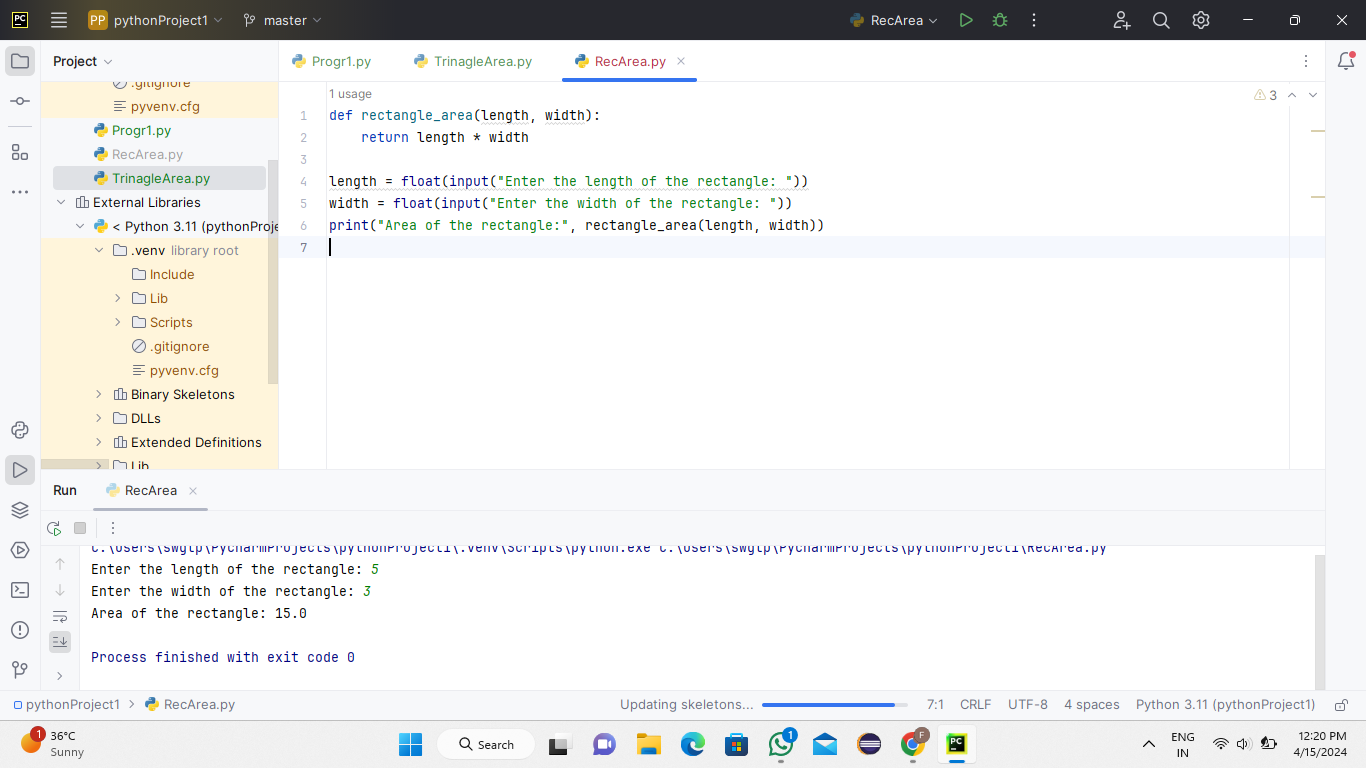 PC
PP pythonProject1
master
RecArea
Project
Progr1.py
TrinagleArea.py
RecArea.py
.gitignore
pyvenv.cfg
Progr1.py
RecArea.py
TrinagleArea.py
External Libraries
< Python 3.11 (pythonProje
.venv library root
Include
Lib
Scripts
.gitignore
pyvenv.cfg
Binary Skeletons
DLLs
Extended Definitions
Lib
1 usage
3
1 def rectangle_area(length, width):
2 return length * width
3
4 length = float(input("Enter the length of the rectangle: "))
5 width = float(input("Enter the width of the rectangle: "))
6 print("Area of the rectangle:", rectangle_area(length, width))
7
Run
RecArea
C:\Users\swgtp\PycharmProjects\pythonProject1\.venv\Scripts\python.exe C:\Users\swgtp\PycharmProjects\pythonProject1\RecArea.py
Enter the length of the rectangle: 5
Enter the width of the rectangle: 3
Area of the rectangle: 15.0
Process finished with exit code 0
pythonProject1
RecArea.py
Updating skeletons...
7:1
CRLF
UTF-8
4 spaces
Python 3.11 (pythonProject1)
1
36°C
Sunny
Search
1
F
PC
ENG
IN
12:20 PM
4/15/2024